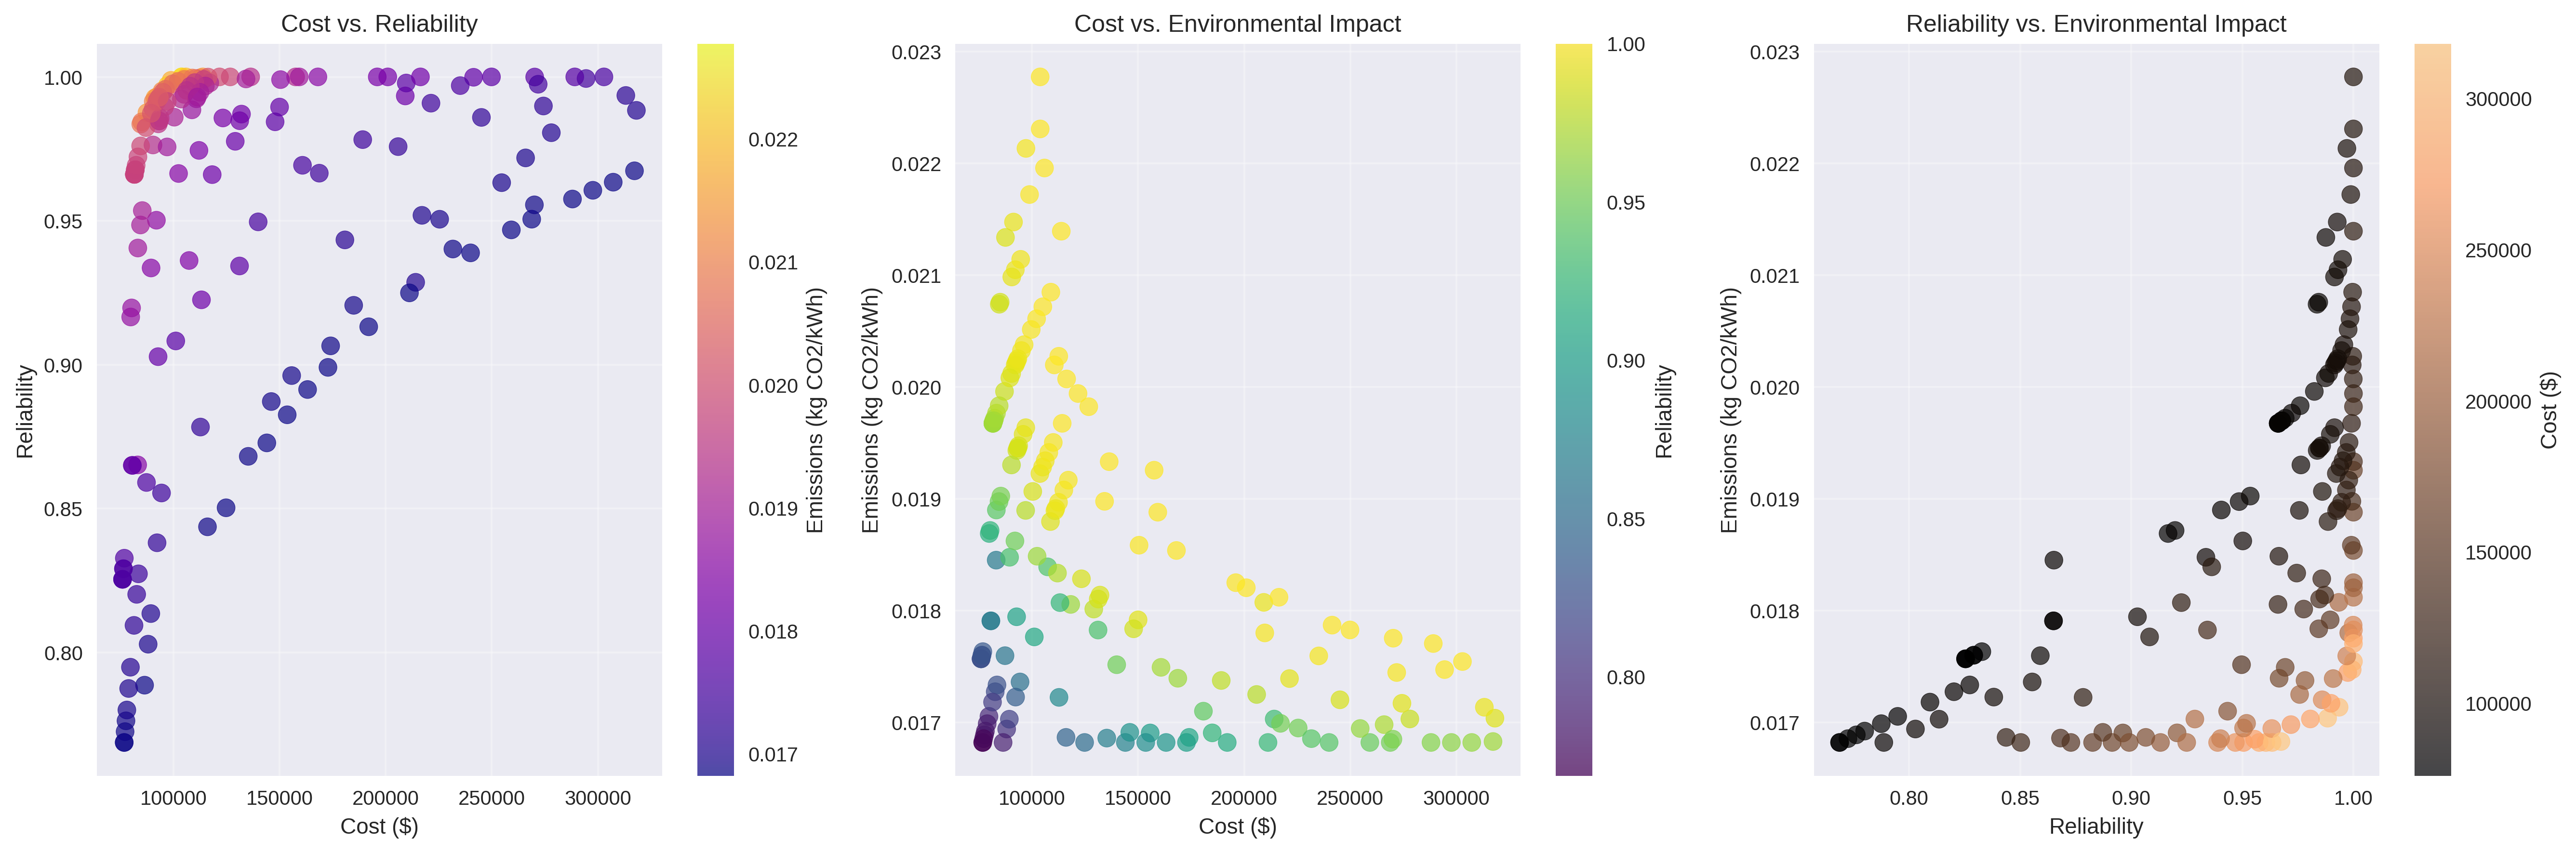 Cost vs. Reliability
Reliability
1.00
0.95
0.90
0.85
0.80
100000 150000 200000 250000 300000
Cost ($)
0.022
0.021
0.020
0.019
0.018
0.017
Emissions (kg CO2/kWh)
Cost vs. Environmental Impact
Emissions (kg CO2/kWh)
0.023
0.022
0.021
0.020
0.019
0.018
0.017
100000 150000 200000 250000 300000
Cost ($)
1.00
0.95
0.90
0.85
0.80
Reliability
Reliability vs. Environmental Impact
Emissions (kg CO2/kWh)
0.023
0.022
0.021
0.020
0.019
0.018
0.017
0.80 0.85 0.90 0.95 1.00
Reliability
300000
250000
200000
150000
100000
Cost ($)